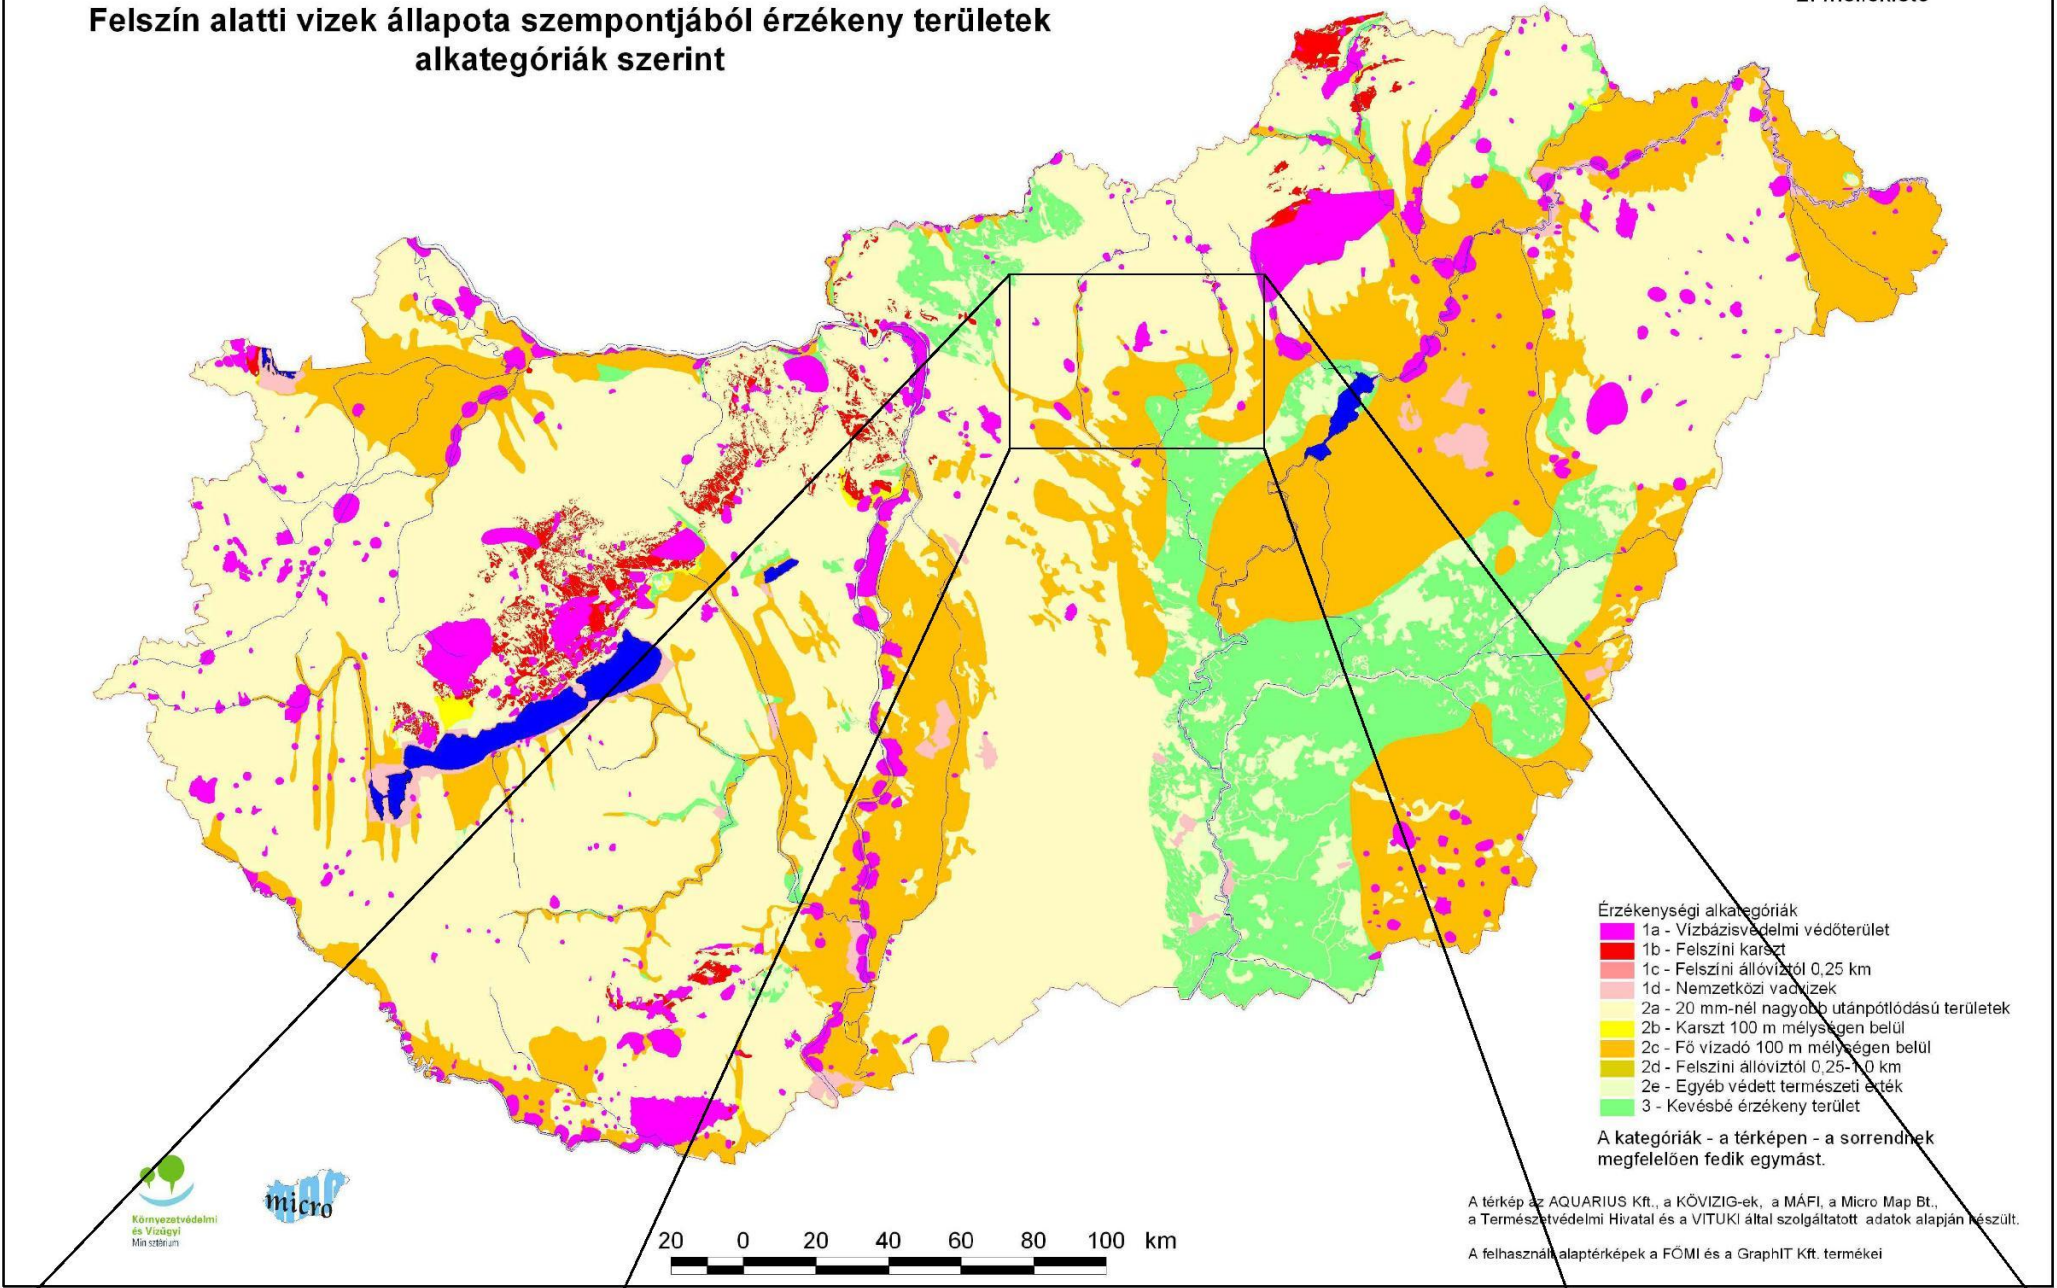 Felszín alatti vizek állapota szempontjából érzékeny területek
alkategóriák szerint
Érzékenységi alkategóriák
1a - Vízbázisvédelmi védőterület
1b - Felszíni karszt
1c - Felszíni állóvíztól 0,25 km
1d - Nemzetközi vadvizek
2a - 20 mm-nél nagyobb utánpótlódású területek
2b - Karszt 100 m mélységen belül
2c - Fő vízadó 100 m mélységen belül
2d - Felszíni állóvíztól 0,25-1,0 km
2e - Egyéb védett természeti érték
3 - Kevésbé érzékeny terület
A kategóriák - a térképen - a sorrendnek
megfelelően fedik egymást.
A térkép az AQUARIUS Kft., a KÖVIZIG-ek, a MÁFI, a Micro Map Bt.,
a Természetvédelmi Hivatal és a VITUKI által szolgáltatott adatok alapján készült.
A felhasznált alaptérképek a FÖMI és a GraphIT Kft. termékei
Környezetvédelmi
és Vízügyi
Minisztérium
micro
20 0 20 40 60 80 100 km